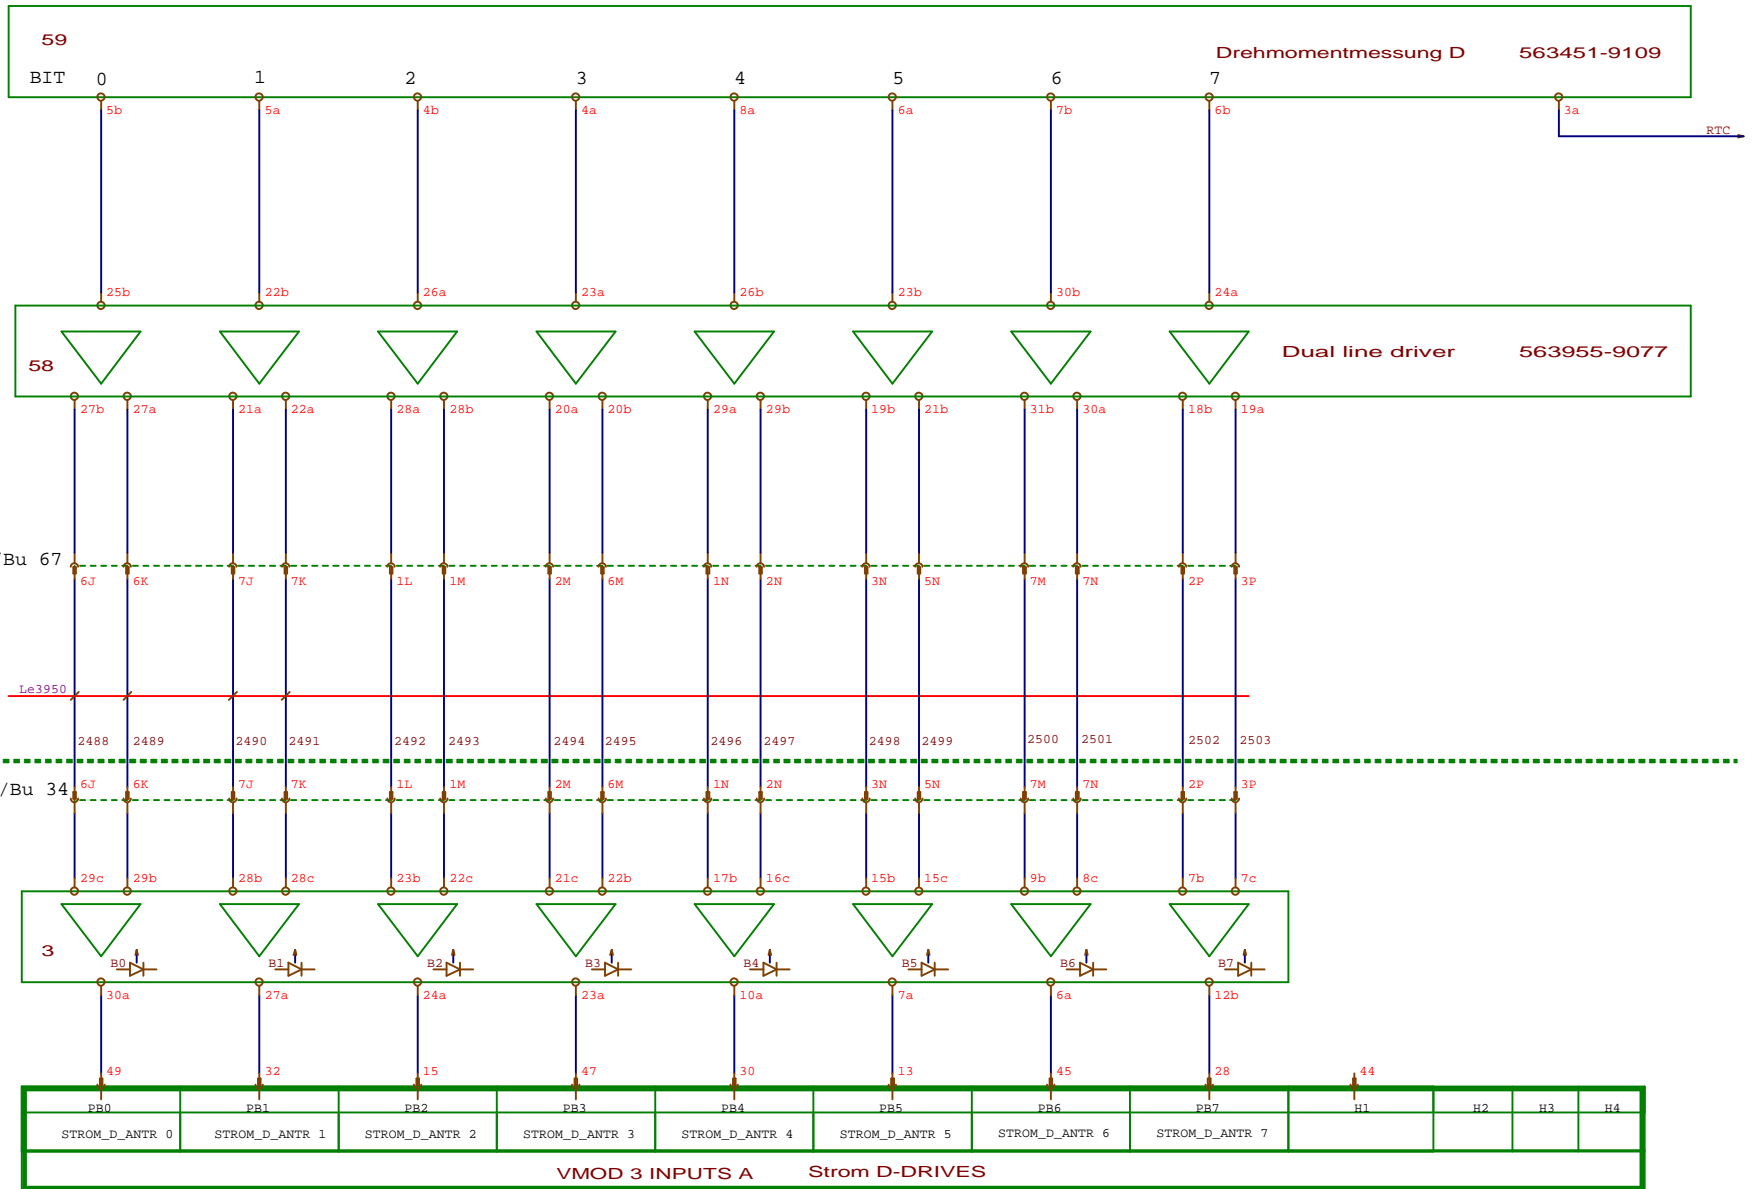 59
Drehmomentmessung D 563451-9109
BIT 0 1 2 3 4 5 6 7
5b 5a 4b 4a 8a 6a 7b 6b 3a
RTC
25b 22b 26a 23a 26b 23b 30b 24a
58
Dual line driver 563955-9077
27b 27a 21a 22a 28a 28b 20a 20b 29a 29b 19b 21b 31b 30a 18b 19a
Bu 67
6J 6K 7J 7K 1L 1M 2M 6M 1N 2N 3N 5N 7M 7N 2P 3P
Le3950
2488 2489 2490 2491 2492 2493 2494 2495 2496 2497 2498 2499 2500 2501 2502 2503
/Bu 34
6J 6K 7J 7K 1L 1M 2M 6M 1N 2N 3N 5N 7M 7N 2P 3P
29c 29b 28b 28c 23b 22c 21c 22b 17b 16c 15b 15c 9b 8c 7b 7c
3
B0 B1 B2 B3 B4 B5 B6 B7
30a 27a 24a 23a 10a 7a 6a 12b
49 32 15 47 30 13 45 28 44
PB0 PB1 PB2 PB3 PB4 PB5 PB6 PB7 H1 H2 H3 H4
STROM_D_ANTR 0 STROM_D_ANTR 1 STROM_D_ANTR 2 STROM_D_ANTR 3 STROM_D_ANTR 4 STROM_D_ANTR 5 STROM_D_ANTR 6 STROM_D_ANTR 7
VMOD 3 INPUTS A Strom D-DRIVES